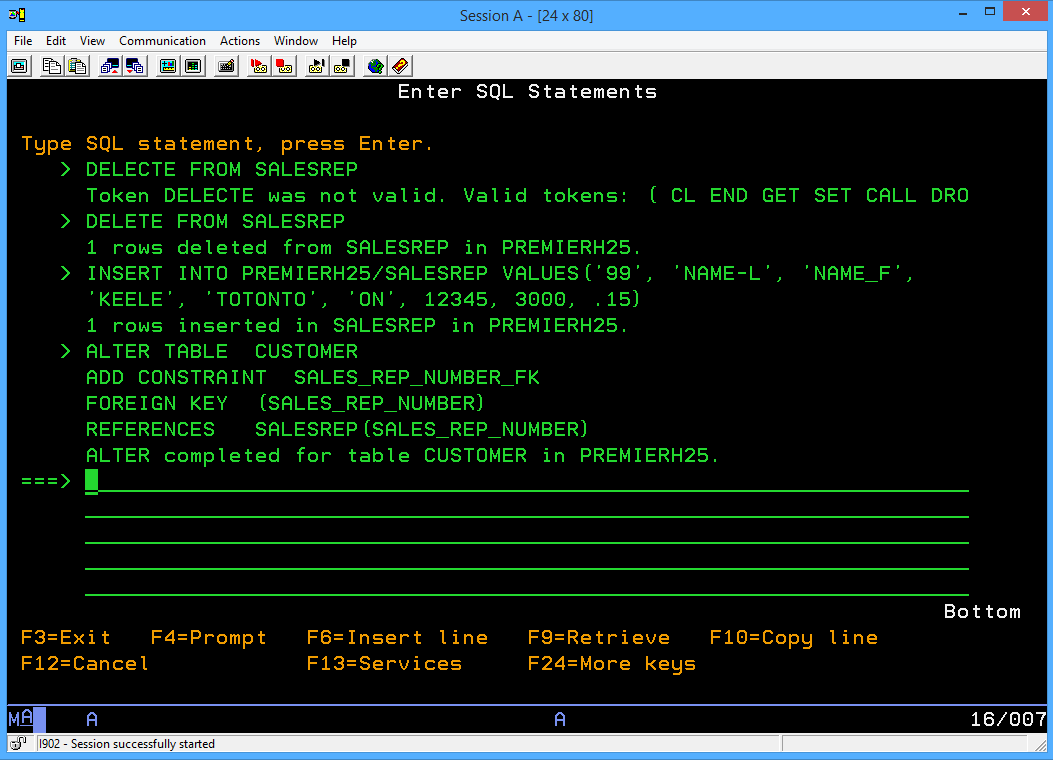 Session A - [24 x 80]
File Edit View Communication Actions Window Help
Enter SQL Statements
Type SQL statement, press Enter.
> DELECTE FROM SALESREP
Token DELECTE was not valid. Valid tokens: ( CL END GET SET CALL DRO
> DELETE FROM SALESREP
1 rows deleted from SALESREP in PREMIERH25.
> INSERT INTO PREMIERH25/SALESREP VALUES('99', 'NAME-L', 'NAME_F',
'KEELE', 'TOTONTO', 'ON', 12345, 3000, .15)
1 rows inserted in SALESREP in PREMIERH25.
> ALTER TABLE  CUSTOMER
ADD CONSTRAINT  SALES_REP_NUMBER_FK
FOREIGN KEY  (SALES_REP_NUMBER)
REFERENCES   SALESREP(SALES_REP_NUMBER)
ALTER completed for table CUSTOMER in PREMIERH25.
===>
Bottom
F3=Exit   F4=Prompt   F6=Insert line   F9=Retrieve   F10=Copy line
F12=Cancel            F13=Services     F24=More keys
MA    A    A    16/007
I902 - Session successfully started